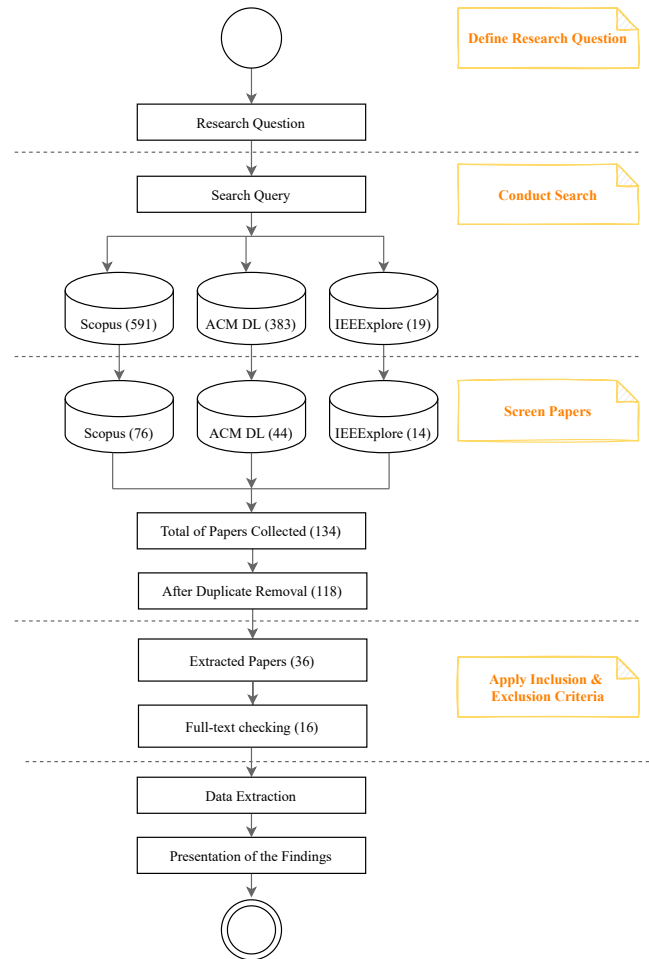 Define Research Question
Research Question
Search Query
Conduct Search
Scopus (591)
ACM DL (383)
IEEExplore (19)
Screen Papers
Scopus (76)
ACM DL (44)
IEEExplore (14)
Total of Papers Collected (134)
After Duplicate Removal (118)
Extracted Papers (36)
Apply Inclusion &
Exclusion Criteria
Full-text checking (16)
Data Extraction
Presentation of the Findings